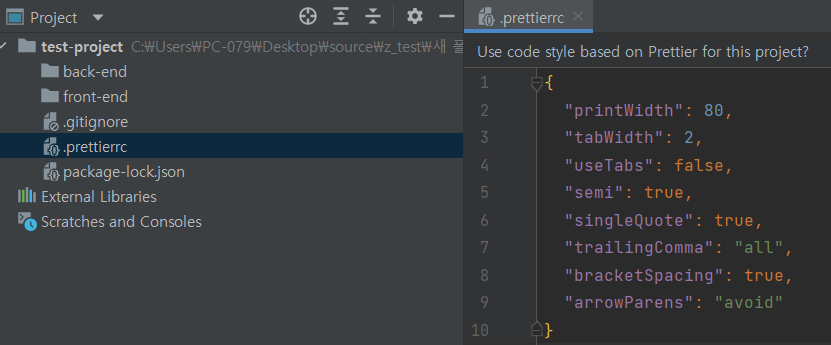 Project
test-project C:₩Users₩PC-079₩Desktop₩source₩z_test₩새 폴
back-end
front-end
.gitignore
.prettierrc
package-lock.json
External Libraries
Scratches and Consoles
.prettierrc
Use code style based on Prettier for this project?
1 {
2 "printWidth": 80,
3 "tabWidth": 2,
4 "useTabs": false,
5 "semi": true,
6 "singleQuote": true,
7 "trailingComma": "all",
8 "bracketSpacing": true,
9 "arrowParens": "avoid"
10 }